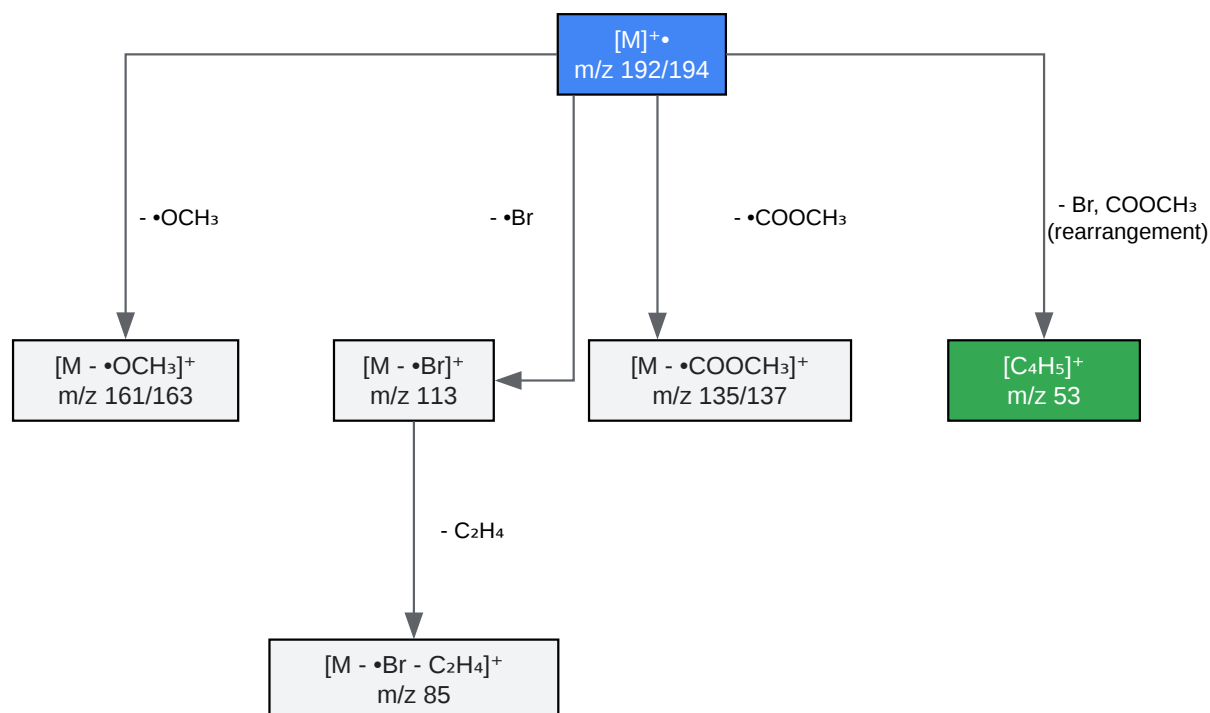 [M]⁺•
m/z 192/194
- •OCH₃
- •Br
- •COOCH₃
- Br, COOCH₃
(rearrangement)
[M - •OCH₃]⁺
m/z 161/163
[M - •Br]⁺
m/z 113
[M - •COOCH₃]⁺
m/z 135/137
[C₄H₅]⁺
m/z 53
- C₂H₄
[M - •Br - C₂H₄]⁺
m/z 85